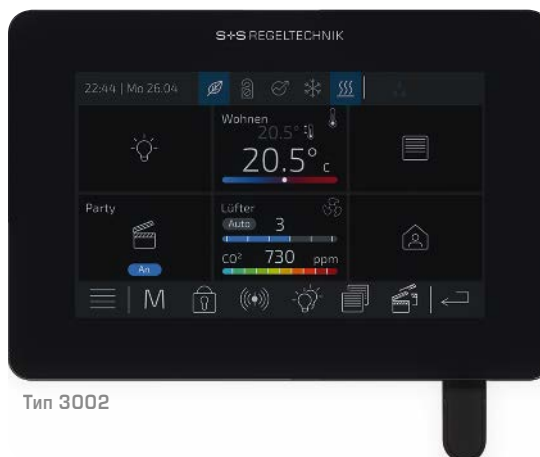 S+S REGELTECHNIK
22:44 | Mo 26.04
Wohnen
20.5°
20.5° c
Party
An
Lüfter
Auto 3
CO² 730 ppm
M
Тип 3002